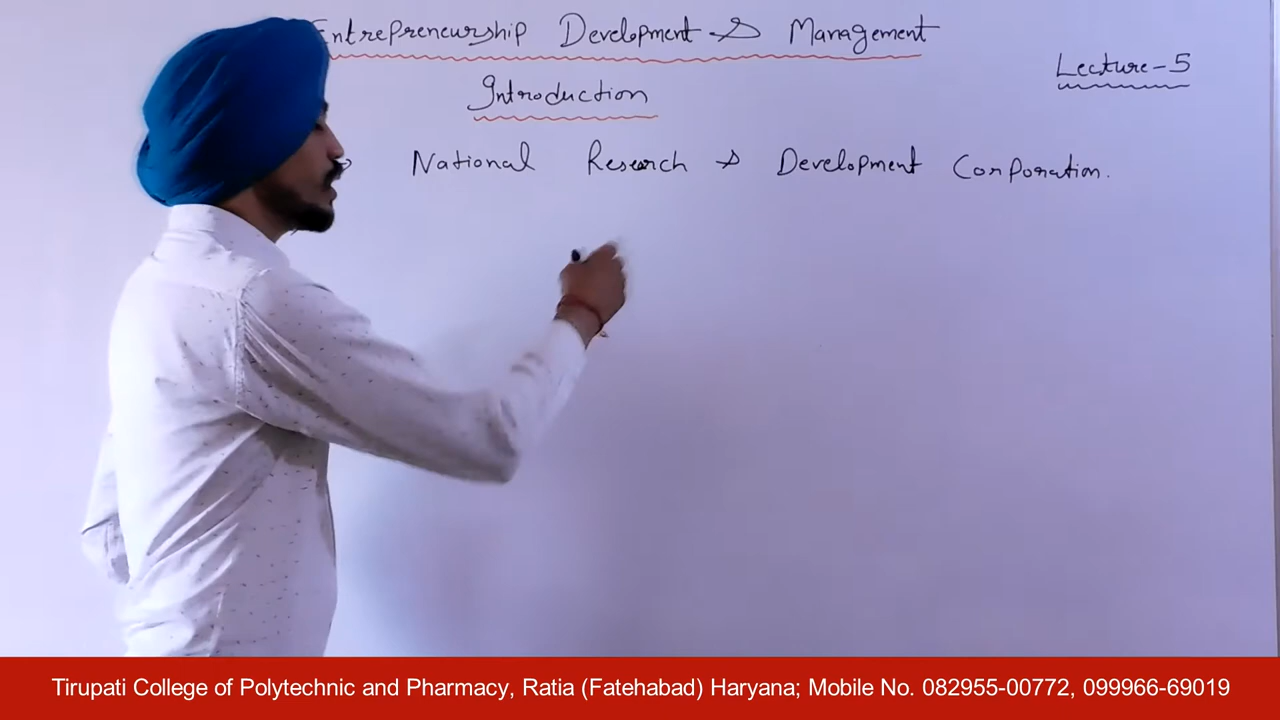 Entrepreneurship Development & Management
Lecture-5
Introduction
National Research & Development Corporation.
Tirupati College of Polytechnic and Pharmacy, Ratia (Fatehabad) Haryana; Mobile No. 082955-00772, 099966-69019